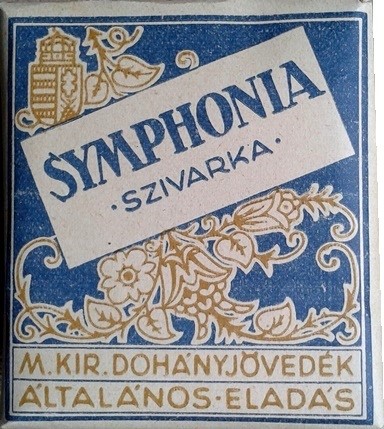 SYMPHONIA
·SZIVARKA·
M. KIR. DOHÁNYJÖVEDÉK
ÁLTALÁNOS·ELADÁS